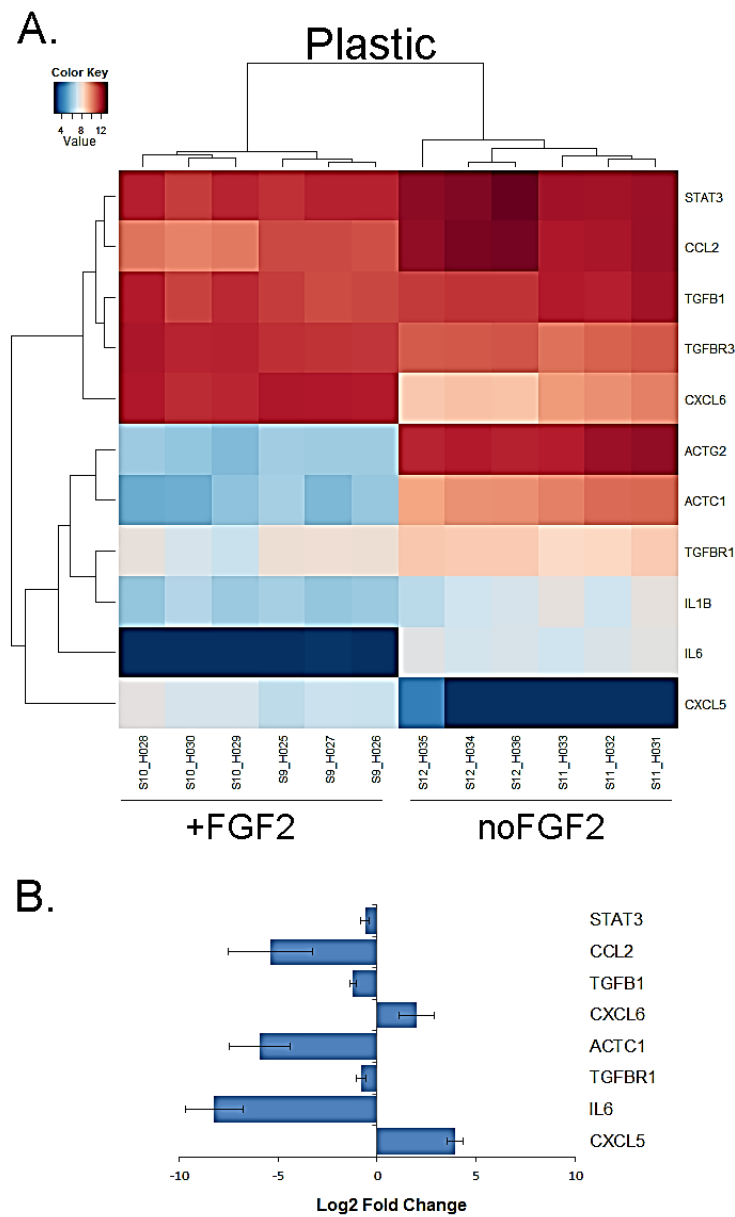 A.
Plastic
Color Key
4 8 12
Value
STAT3
CCL2
TGFB1
TGFBR3
CXCL6
ACTG2
ACTC1
TGFBR1
IL1B
IL6
CXCL5
S10_H028
S10_H030
S10_H029
S9_H025
S9_H027
S9_H026
S12_H035
S12_H034
S12_H036
S11_H033
S11_H032
S11_H031
+FGF2 noFGF2
B.
STAT3
CCL2
TGFB1
CXCL6
ACTC1
TGFBR1
IL6
CXCL5
-10 -5 0 5 10
Log2 Fold Change